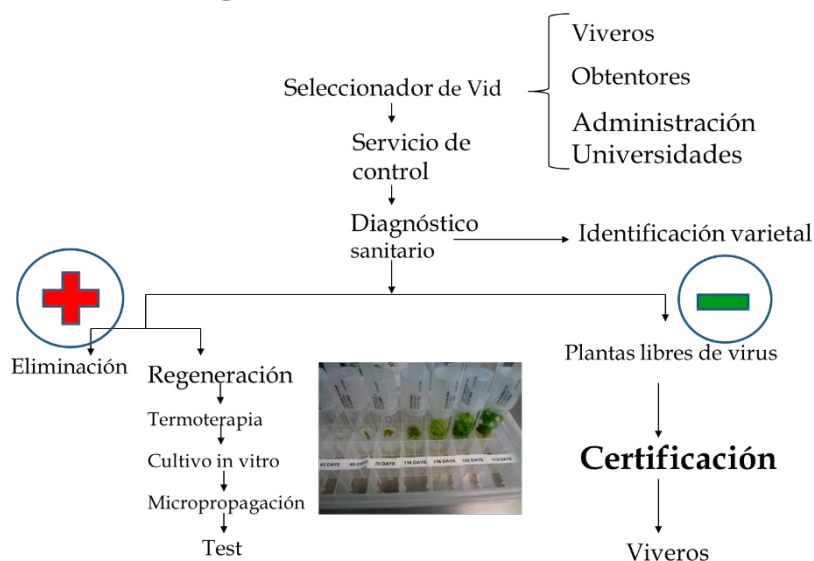 Viveros
Obtentores
Administración
Universidades
Seleccionador de Vid
Servicio de
control
Diagnóstico
sanitario
Identificación varietal
Eliminación
Regeneración
Termoterapia
Cultivo in vitro
Micropropagación
Test
Plantas libres de virus
Certificación
Viveros